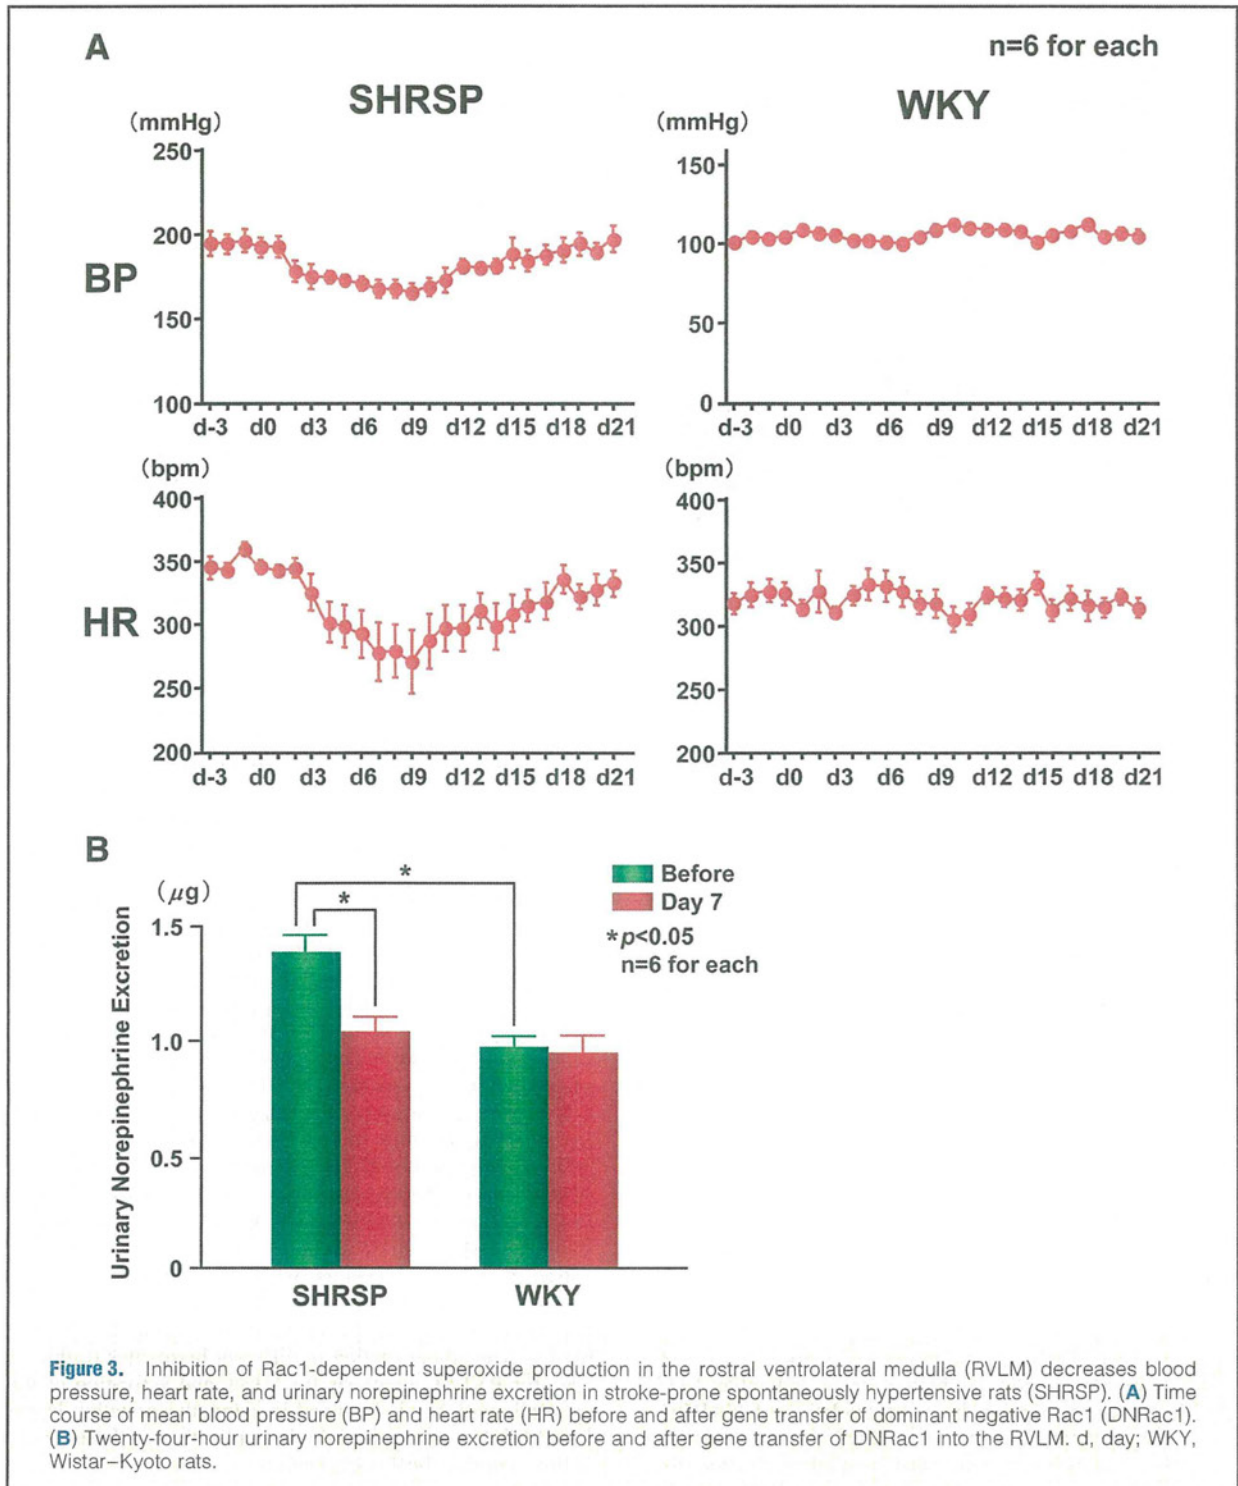 A
n=6 for each
SHRSP
WKY
(mmHg)
250
200
150
100
BP
d-3 d0 d3 d6 d9 d12 d15 d18 d21
(mmHg)
150
100
50
0
d-3 d0 d3 d6 d9 d12 d15 d18 d21
(bpm)
400
350
300
250
200
HR
d-3 d0 d3 d6 d9 d12 d15 d18 d21
(bpm)
400
350
300
250
200
d-3 d0 d3 d6 d9 d12 d15 d18 d21
B
(μg)
Urinary Norepinephrine Excretion
1.5
1.0
0.5
0
*
*
Before
Day 7
*p<0.05
n=6 for each
SHRSP WKY
Figure 3. Inhibition of Rac1-dependent superoxide production in the rostral ventrolateral medulla (RVLM) decreases blood
pressure, heart rate, and urinary norepinephrine excretion in stroke-prone spontaneously hypertensive rats (SHRSP). (A) Time
course of mean blood pressure (BP) and heart rate (HR) before and after gene transfer of dominant negative Rac1 (DNRac1).
(B) Twenty-four-hour urinary norepinephrine excretion before and after gene transfer of DNRac1 into the RVLM. d, day; WKY,
Wistar–Kyoto rats.